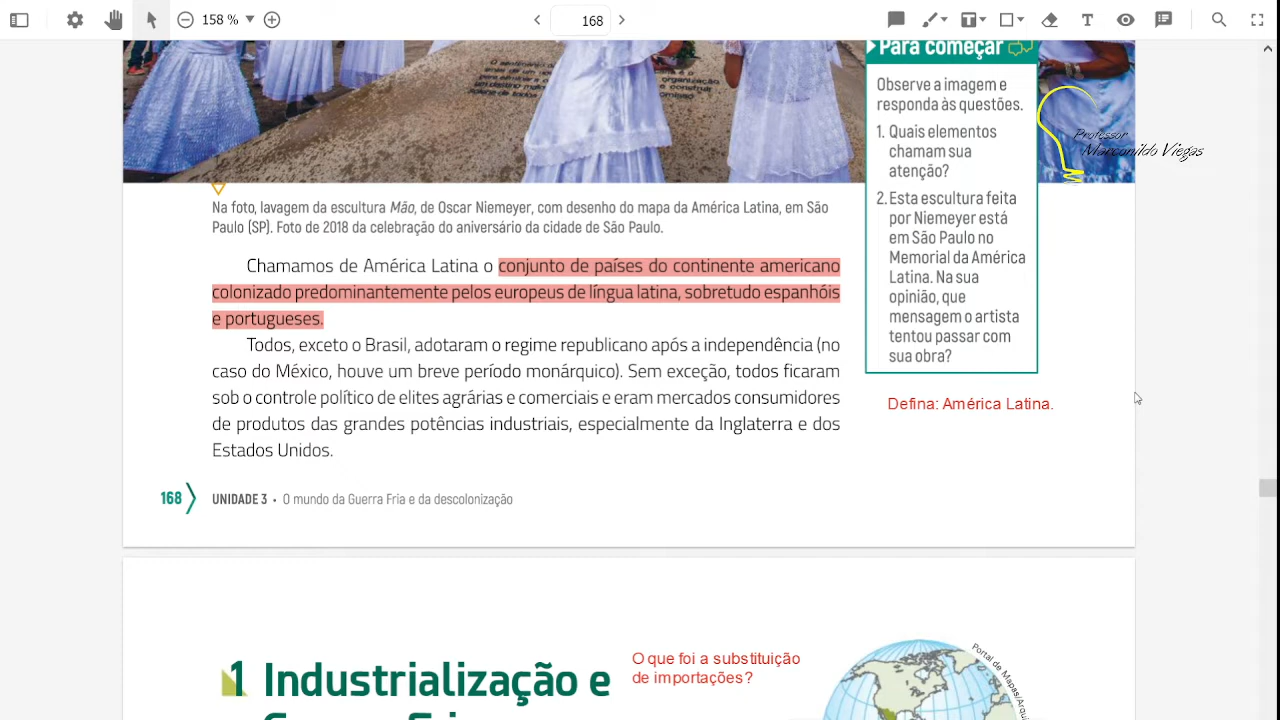 158 %
168
Para começar
Observe a imagem e
responda às questões.
1. Quais elementos
chamam sua
atenção?
2. Esta escultura feita
por Niemeyer está
em São Paulo no
Memorial da América
Latina. Na sua
opinião, que
mensagem o artista
tentou passar com
sua obra?
Professor
Marconildo Viegas
Na foto, lavagem da escultura Mão, de Oscar Niemeyer, com desenho do mapa da América Latina, em São
Paulo (SP). Foto de 2018 da celebração do aniversário da cidade de São Paulo.
Chamamos de América Latina o conjunto de países do continente americano
colonizado predominantemente pelos europeus de língua latina, sobretudo espanhóis
e portugueses.
Todos, exceto o Brasil, adotaram o regime republicano após a independência (no
caso do México, houve um breve período monárquico). Sem exceção, todos ficaram
sob o controle político de elites agrárias e comerciais e eram mercados consumidores
de produtos das grandes potências industriais, especialmente da Inglaterra e dos
Estados Unidos.
Defina: América Latina.
168 UNIDADE 3 • O mundo da Guerra Fria e da descolonização
1 Industrialização e
O que foi a substituição
de importações?
Portal de Mapas/Arqu